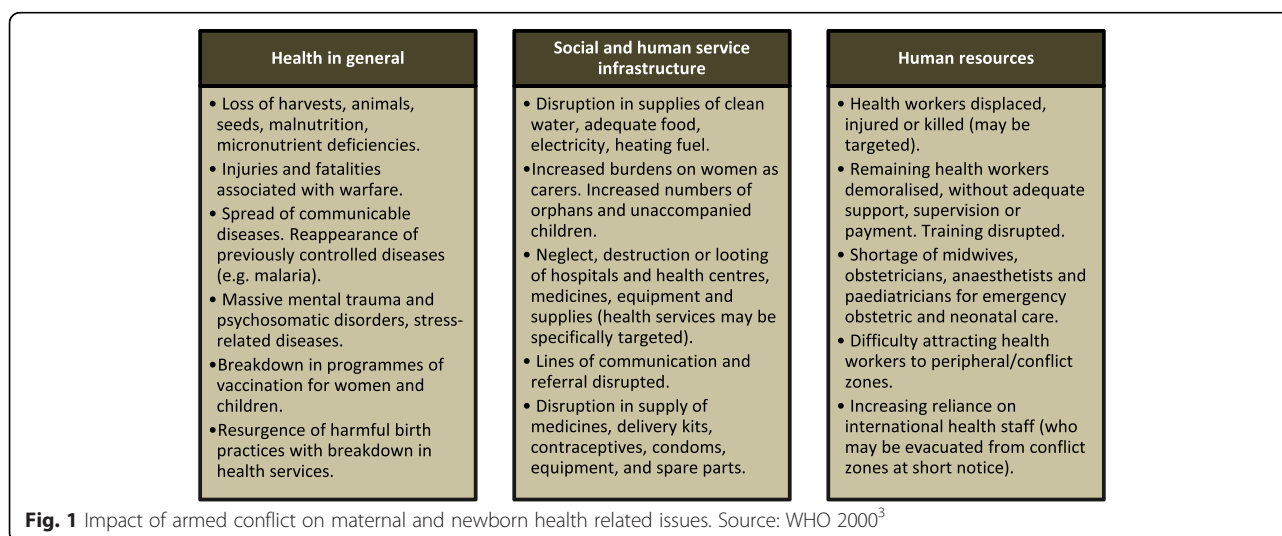 Health in general
• Loss of harvests, animals,
seeds, malnutrition,
micronutrient deficiencies.
• Injuries and fatalities
associated with warfare.
• Spread of communicable
diseases. Reappearance of
previously controlled diseases
(e.g. malaria).
• Massive mental trauma and
psychosomatic disorders, stress-
related diseases.
•Breakdown in programmes of
vaccination for women and
children.
•Resurgence of harmful birth
practices with breakdown in
health services.
Social and human service
infrastructure
• Disruption in supplies of clean
water, adequate food,
electricity, heating fuel.
•Increased burdens on women as
carers. Increased numbers of
orphans and unaccompanied
children.
• Neglect, destruction or looting
of hospitals and health centres,
medicines, equipment and
supplies (health services may be
specifically targeted).
• Lines of communication and
referral disrupted.
• Disruption in supply of
medicines, delivery kits,
contraceptives, condoms,
equipment, and spare parts.
Human resources
• Health workers displaced,
injured or killed (may be
targeted).
• Remaining health workers
demoralised, without adequate
support, supervision or
payment. Training disrupted.
• Shortage of midwives,
obstetricians, anaesthetists and
paediatricians for emergency
obstetric and neonatal care.
• Difficulty attracting health
workers to peripheral/conflict
zones.
• Increasing reliance on
international health staff (who
may be evacuated from conflict
zones at short notice).
Fig. 1 Impact of armed conflict on maternal and newborn health related issues. Source: WHO 2000³